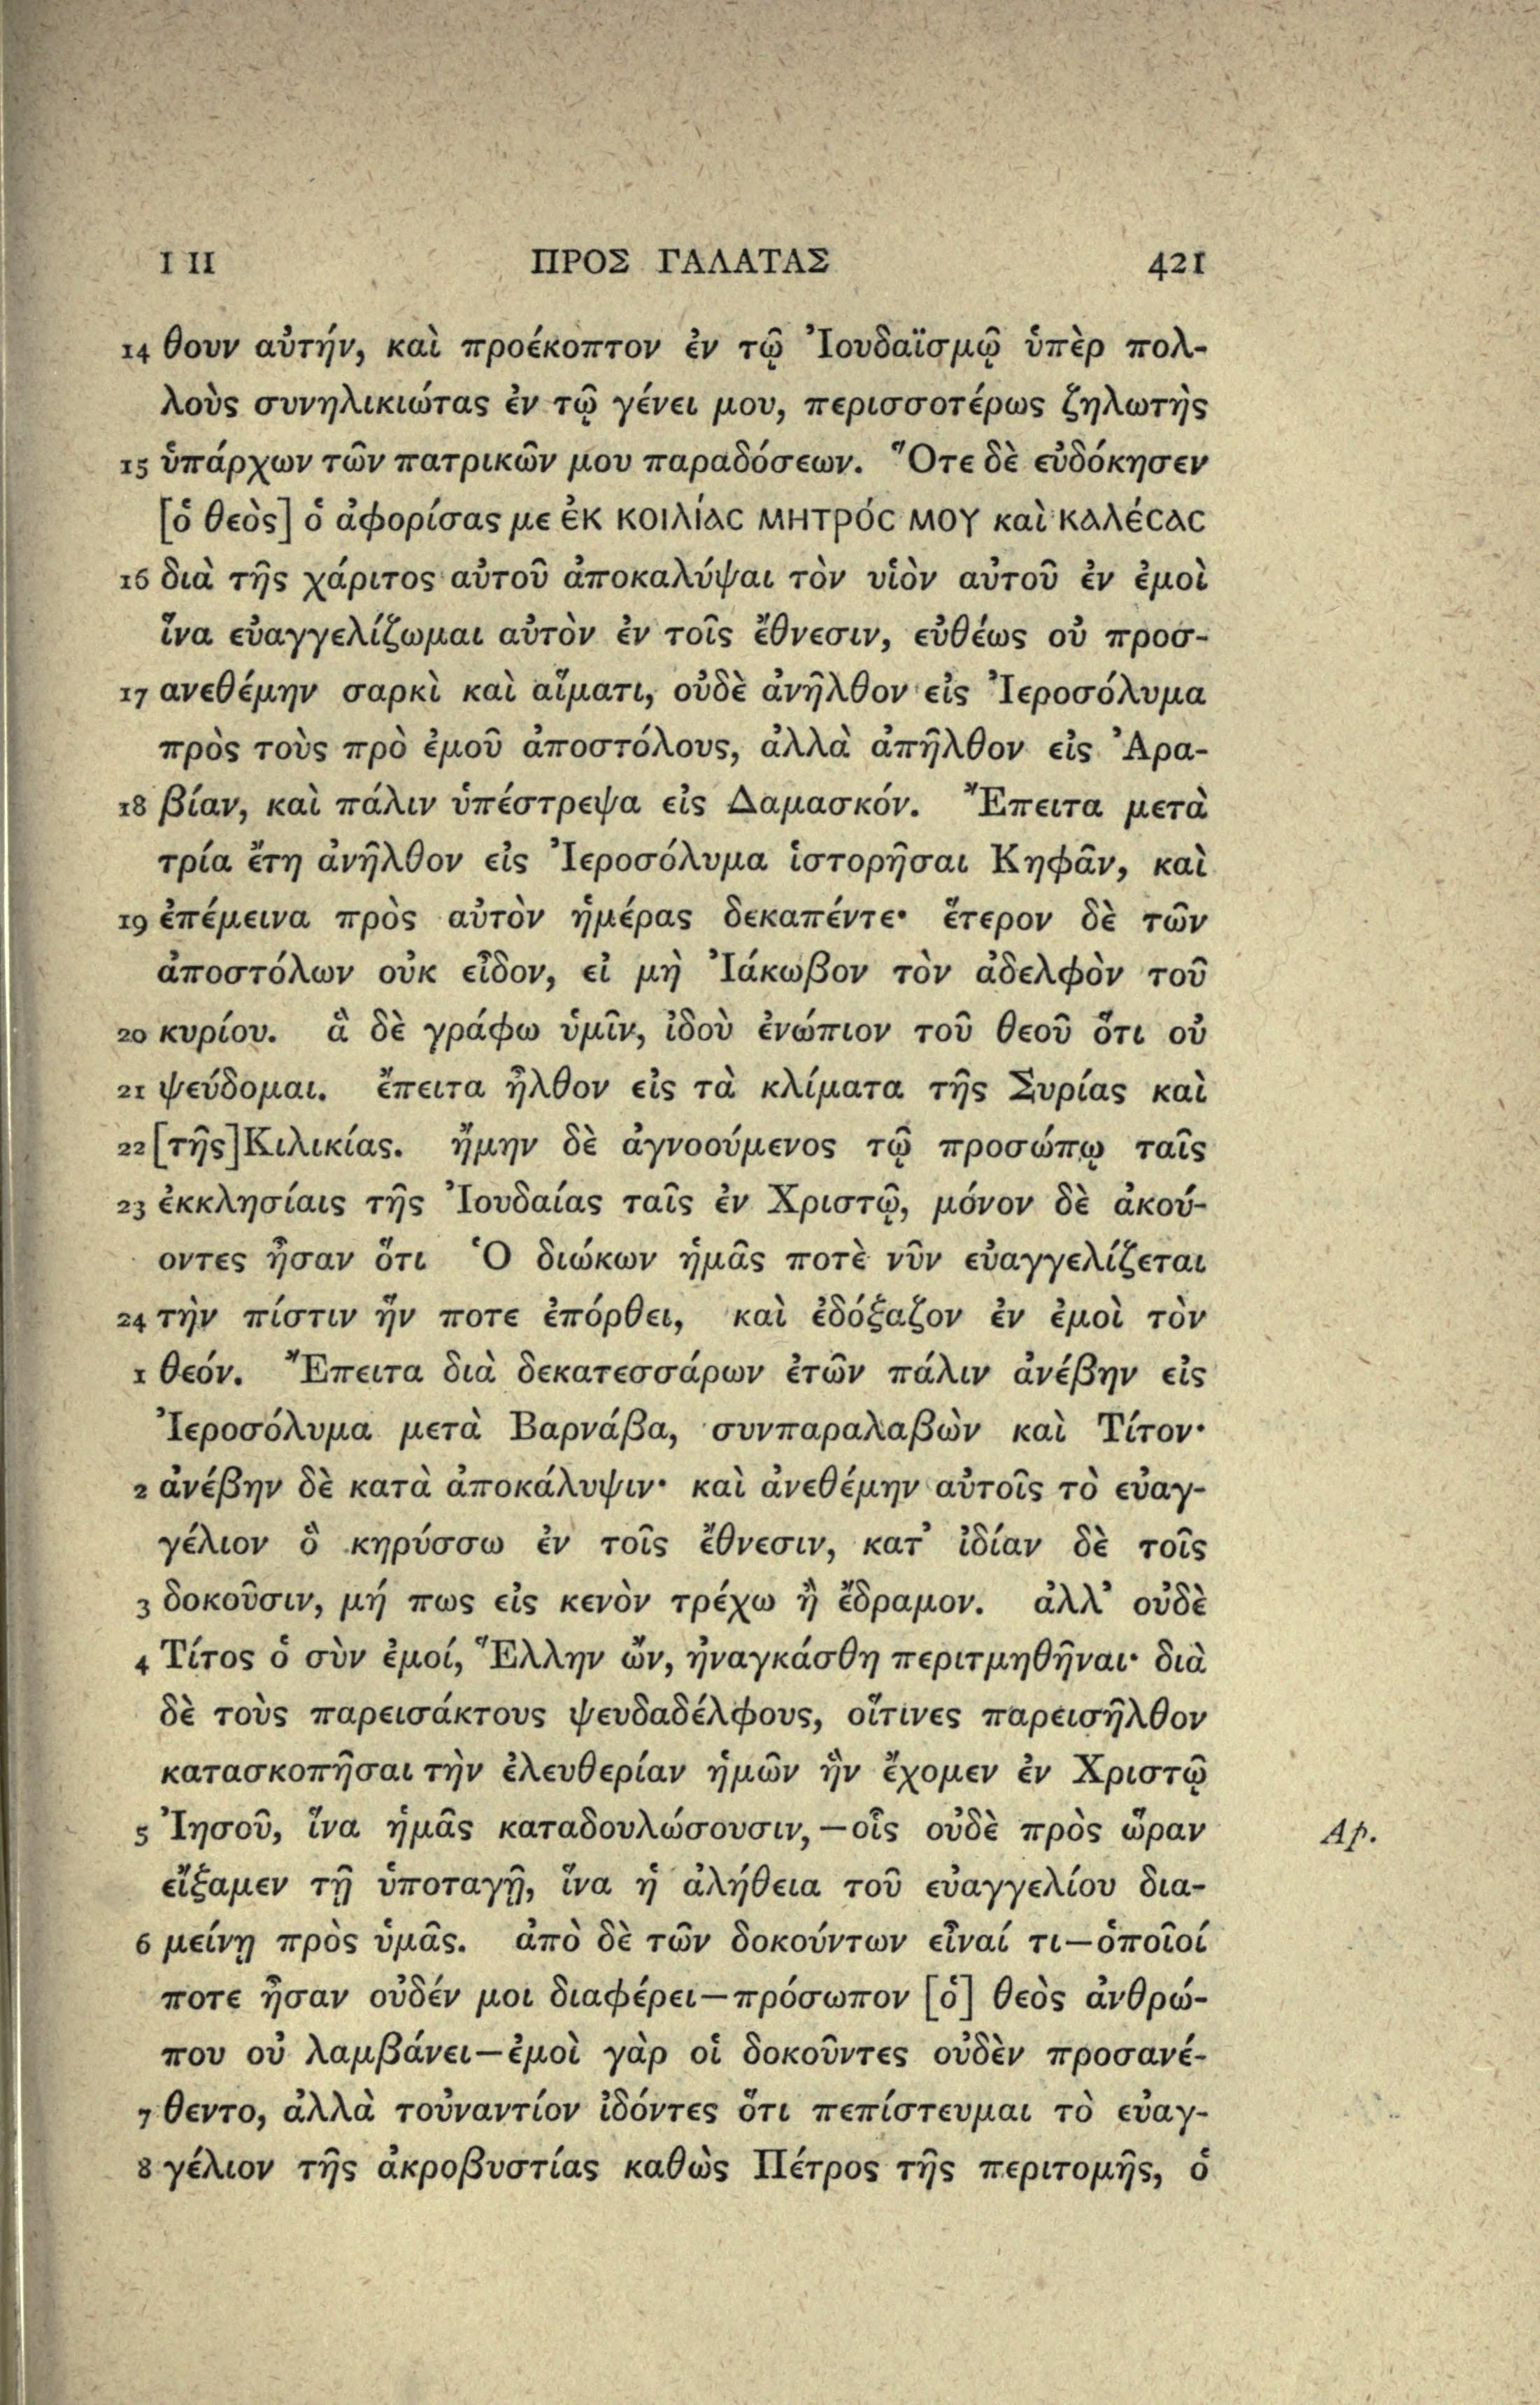 I II ΠΡΟΣ ΓΑΛΑΤΑΣ 421
14 θουν αὐτήν, καὶ προέκοπτον ἐν τῷ Ἰουδαϊσμῷ ὑπὲρ πολ-
λοὺς συνηλικιώτας ἐν τῷ γένει μου, περισσοτέρως ζηλωτὴς
15 ὑπάρχων τῶν πατρικῶν μου παραδόσεων. Ὅτε δὲ εὐδόκησεν
[ὁ θεὸς] ὁ ἀφορίσας με ἐκ κοιλίας μητρός μου καὶ καλέσας
16 διὰ τῆς χάριτος αὐτοῦ ἀποκαλύψαι τὸν υἱὸν αὐτοῦ ἐν ἐμοὶ
ἵνα εὐαγγελίζωμαι αὐτὸν ἐν τοῖς ἔθνεσιν, εὐθέως οὐ προσ-
17 ανεθέμην σαρκὶ καὶ αἵματι, οὐδὲ ἀνῆλθον εἰς Ἰεροσόλυμα
πρὸς τοὺς πρὸ ἐμοῦ ἀποστόλους, ἀλλὰ ἀπῆλθον εἰς Ἀρα-
18 βίαν, καὶ πάλιν ὑπέστρεψα εἰς Δαμασκόν. Ἔπειτα μετὰ
τρία ἔτη ἀνῆλθον εἰς Ἰεροσόλυμα ἱστορῆσαι Κηφᾶν, καὶ
19 ἐπέμεινα πρὸς αὐτὸν ἡμέρας δεκαπέντε· ἕτερον δὲ τῶν
ἀποστόλων οὐκ εἶδον, εἰ μὴ Ἰάκωβον τὸν ἀδελφὸν τοῦ
20 κυρίου. ἃ δὲ γράφω ὑμῖν, ἰδοὺ ἐνώπιον τοῦ θεοῦ ὅτι οὐ
21 ψεύδομαι. ἔπειτα ἦλθον εἰς τὰ κλίματα τῆς Συρίας καὶ
22 [τῆς] Κιλικίας. ἤμην δὲ ἀγνοούμενος τῷ προσώπῳ ταῖς
23 ἐκκλησίαις τῆς Ἰουδαίας ταῖς ἐν Χριστῷ, μόνον δὲ ἀκού-
οντες ἦσαν ὅτι Ὁ διώκων ἡμᾶς ποτὲ νῦν εὐαγγελίζεται
24 τὴν πίστιν ἥν ποτε ἐπόρθει, καὶ ἐδόξαζον ἐν ἐμοὶ τὸν
1 θεόν. Ἔπειτα διὰ δεκατεσσάρων ἐτῶν πάλιν ἀνέβην εἰς
Ἰεροσόλυμα μετὰ Βαρνάβα, συνπαραλαβὼν καὶ Τίτον·
2 ἀνέβην δὲ κατὰ ἀποκάλυψιν· καὶ ἀνεθέμην αὐτοῖς τὸ εὐαγ-
γέλιον ὃ κηρύσσω ἐν τοῖς ἔθνεσιν, κατ᾽ ἰδίαν δὲ τοῖς
3 δοκοῦσιν, μή πως εἰς κενὸν τρέχω ἢ ἔδραμον. ἀλλ᾽ οὐδὲ
4 Τίτος ὁ σὺν ἐμοί, Ἕλλην ὤν, ἠναγκάσθη περιτμηθῆναι· διὰ
δὲ τοὺς παρεισάκτους ψευδαδέλφους, οἵτινες παρεισῆλθον
κατασκοπῆσαι τὴν ἐλευθερίαν ἡμῶν ἣν ἔχομεν ἐν Χριστῷ
5 Ἰησοῦ, ἵνα ἡμᾶς καταδουλώσουσιν,—οἷς οὐδὲ πρὸς ὥραν Ap.
εἴξαμεν τῇ ὑποταγῇ, ἵνα ἡ ἀλήθεια τοῦ εὐαγγελίου δια-
6 μείνῃ πρὸς ὑμᾶς. ἀπὸ δὲ τῶν δοκούντων εἶναί τι—ὁποῖοί
ποτε ἦσαν οὐδέν μοι διαφέρει—πρόσωπον [ὁ] θεὸς ἀνθρώ-
που οὐ λαμβάνει—ἐμοὶ γὰρ οἱ δοκοῦντες οὐδὲν προσανέ-
7 θεντο, ἀλλὰ τοὐναντίον ἰδόντες ὅτι πεπίστευμαι τὸ εὐαγ-
8 γέλιον τῆς ἀκροβυστίας καθὼς Πέτρος τῆς περιτομῆς, ὁ